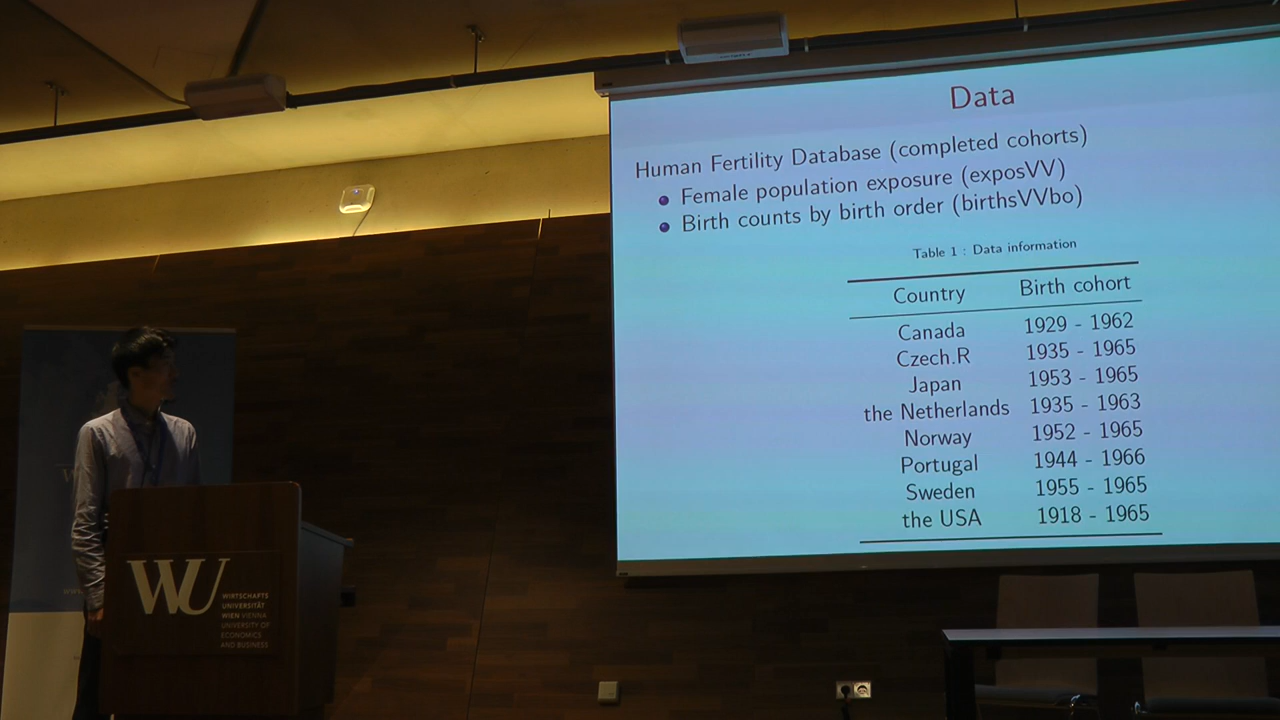 Data
Human Fertility Database (completed cohorts)
Female population exposure (exposVV)
Birth counts by birth order (birthsVVbo)
Table 1 : Data information
Country Birth cohort
Canada 1929 - 1962
Czech.R 1935 - 1965
Japan 1953 - 1965
the Netherlands 1935 - 1963
Norway 1952 - 1965
Portugal 1944 - 1966
Sweden 1955 - 1965
the USA 1918 - 1965
WU
WIRTSCHAFTS
UNIVERSITÄT
WIEN VIENNA
UNIVERSITY OF
ECONOMICS
AND BUSINESS